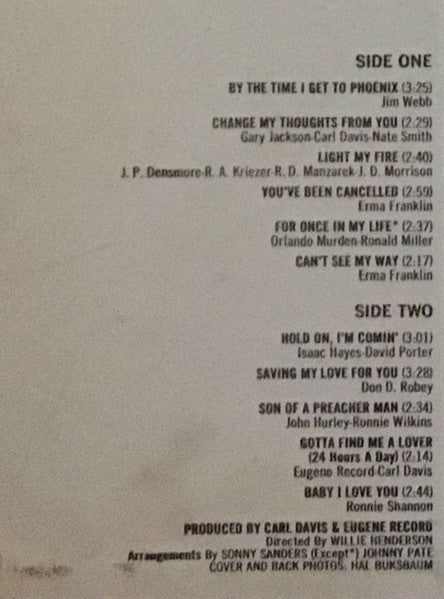 SIDE ONE
BY THE TIME I GET TO PHOENIX (3:25)
Jim Webb
CHANGE MY THOUGHTS FROM YOU (2:29)
Gary Jackson-Carl Davis-Nate Smith
LIGHT MY FIRE (2:40)
J. P. Densmore-R. A. Kriezer-R. D. Manzarek-J. D. Morrison
YOU'VE BEEN CANCELLED (2:59)
Erma Franklin
FOR ONCE IN MY LIFE* (2:37)
Orlando Murden-Ronald Miller
CAN'T SEE MY WAY (2:17)
Erma Franklin
SIDE TWO
HOLD ON, I'M COMIN' (3:01)
Isaac Hayes-David Porter
SAVING MY LOVE FOR YOU (3:28)
Don D. Robey
SON OF A PREACHER MAN (2:34)
John Hurley-Ronnie Wilkins
GOTTA FIND ME A LOVER
(24 Hours A Day) (2:14)
Eugene Record-Carl Davis
BABY I LOVE YOU (2:44)
Ronnie Shannon
PRODUCED BY CARL DAVIS & EUGENE RECORD
Directed By WILLIE HENDERSON
Arrangements By SONNY SANDERS (Except*) JOHNNY PATE
COVER AND BACK PHOTOS: HAL BUKSBAUM